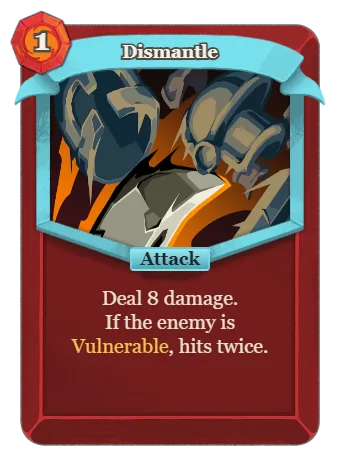 1
Dismantle
Attack
Deal 8 damage.
If the enemy is
Vulnerable, hits twice.